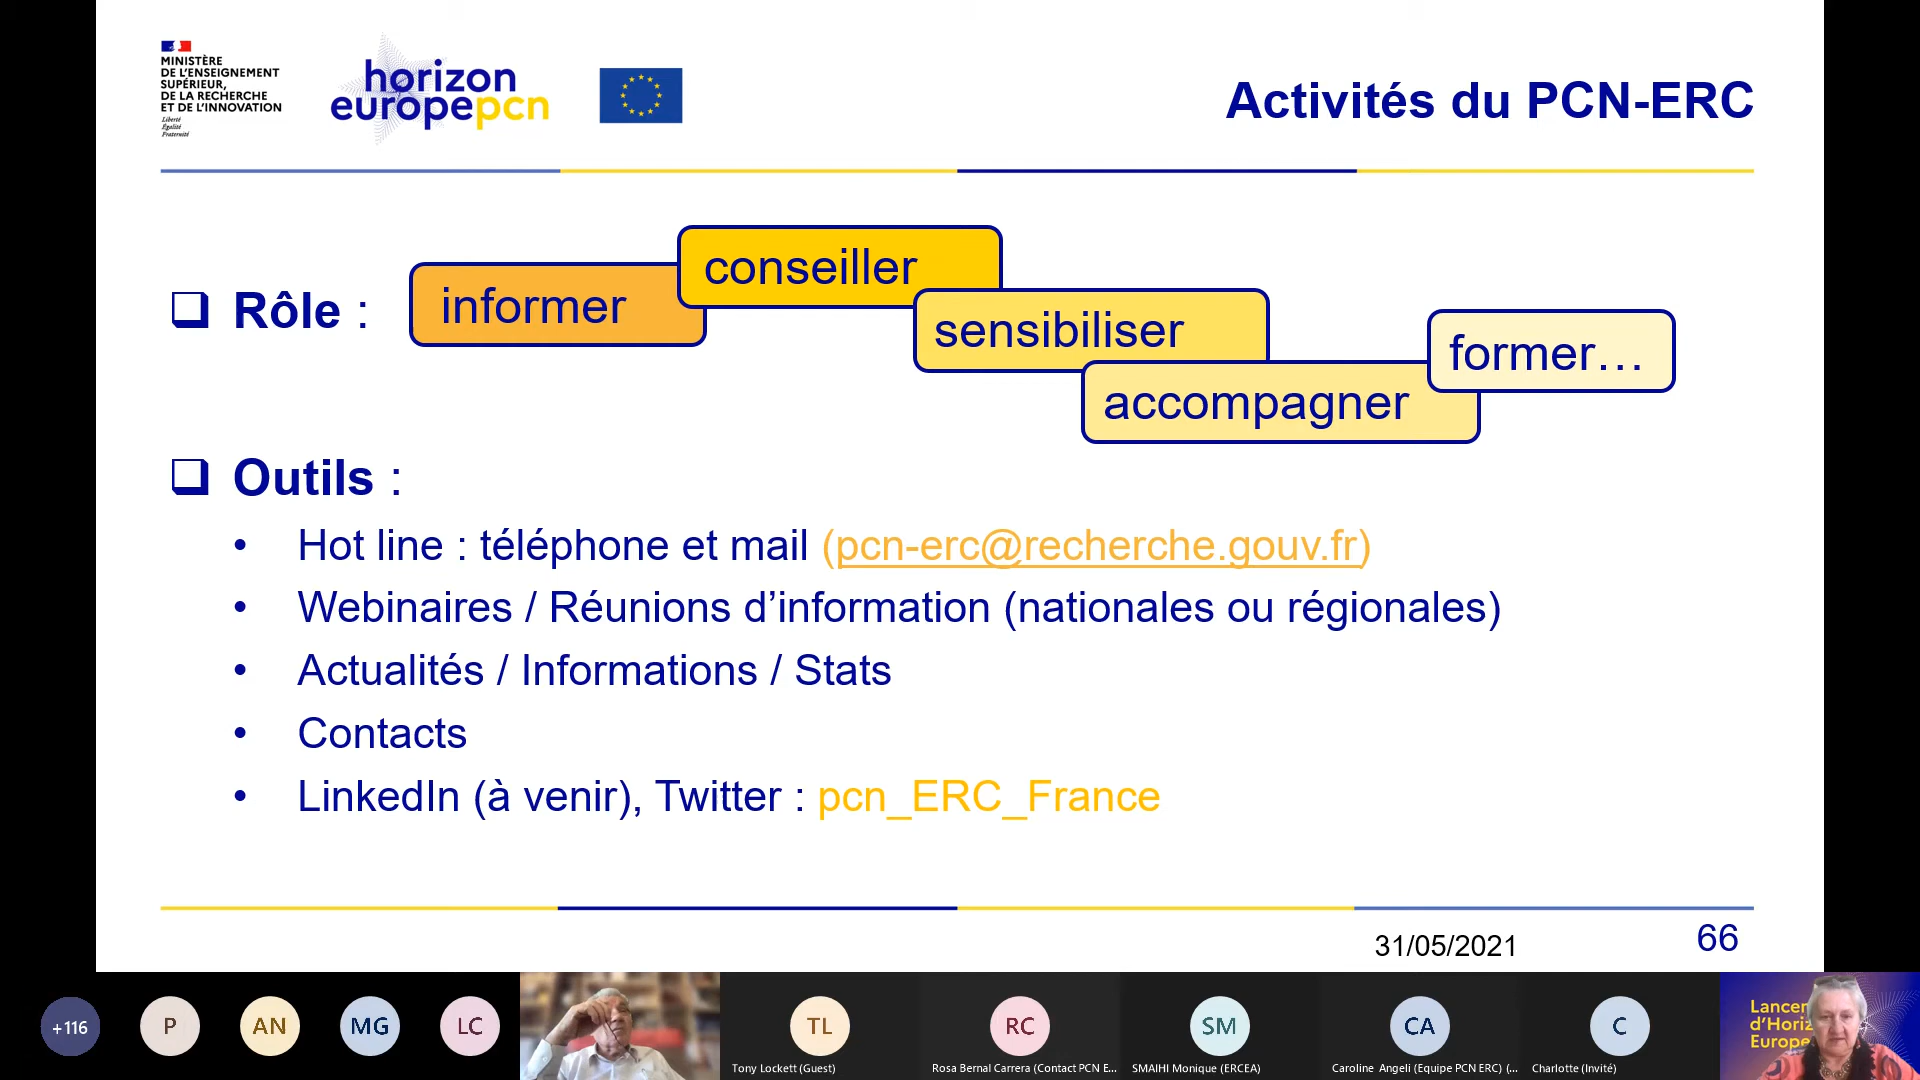 MINISTÈRE
DE L'ENSEIGNEMENT
SUPÉRIEUR,
DE LA RECHERCHE
ET DE L'INNOVATION
Liberté
Égalité
Fraternité
horizon
europepcn
Activités du PCN-ERC
❑ Rôle :
informer
conseiller
sensibiliser
accompagner
former…
❑ Outils :
• Hot line : téléphone et mail (pcn-erc@recherche.gouv.fr)
• Webinaires / Réunions d’information (nationales ou régionales)
• Actualités / Informations / Stats
• Contacts
• LinkedIn (à venir), Twitter : pcn_ERC_France
31/05/2021
66
+116
P
AN
MG
LC
TL
Tony Lockett (Guest)
RC
Rosa Bernal Carrera (Contact PCN E...
SM
SMAIHI Monique (ERCEA)
CA
Caroline Angeli (Equipe PCN ERC) (...
C
Charlotte (Invité)
Lancem
d'Horiz
Europe